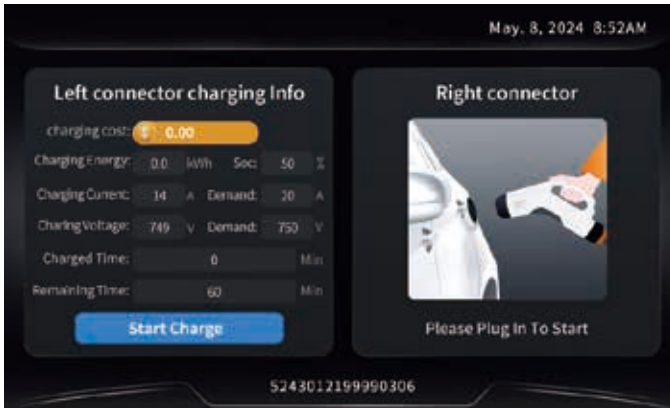 May. 8, 2024 8:52AM
Left connector charging Info
charging cost: $ 0.00
Charging Energy: 0.0 kWh Soc: 50 %
Charging Current: 14 A Demand: 20 A
Charing Voltage: 749 V Demand: 750 V
Charged Time: 0 Min
Remaining Time: 60 Min
Start Charge
Right connector
Please Plug In To Start
5243012199990306